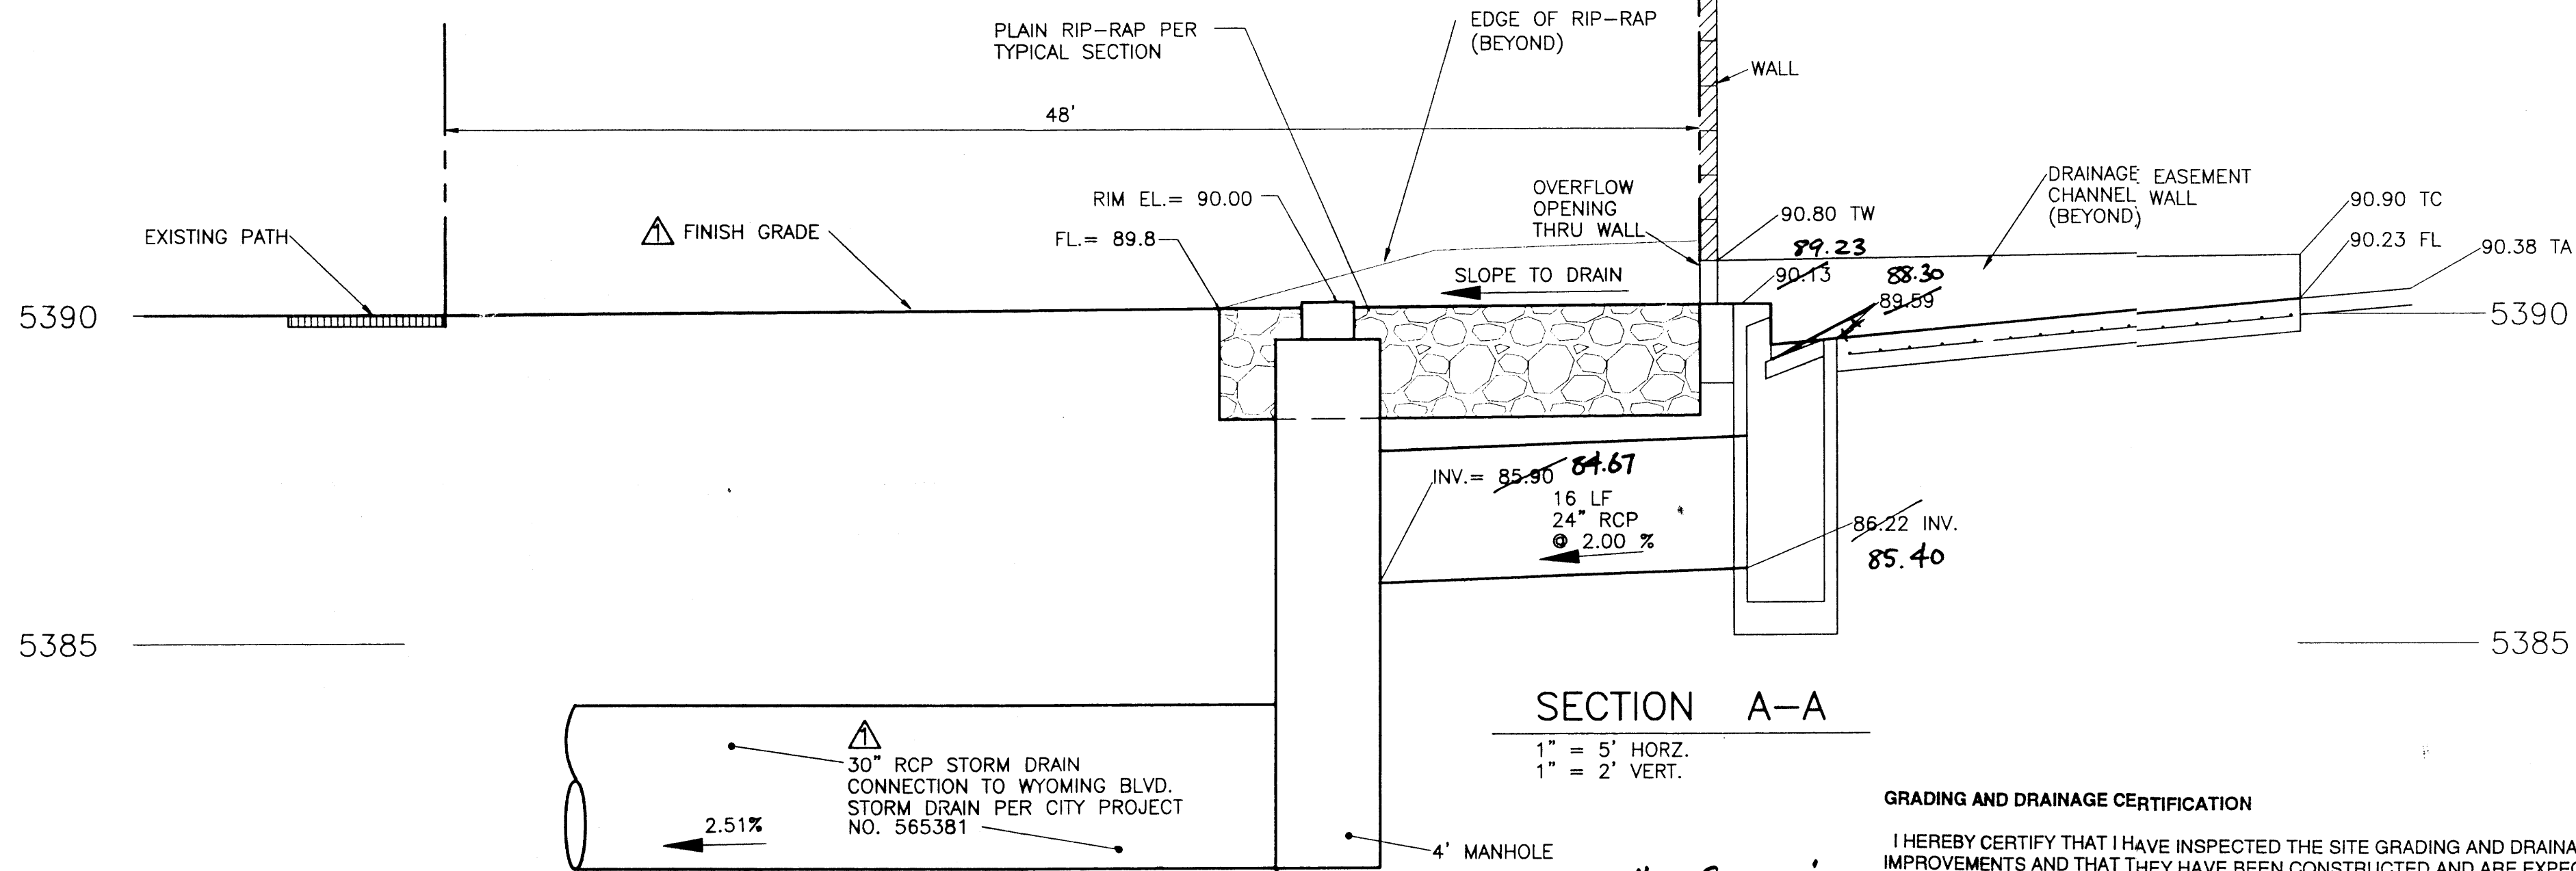 PLAIN RIP-RAP PER
TYPICAL SECTION
EDGE OF RIP-RAP
(BEYOND)
WALL
48'
DRAINAGE EASEMENT
CHANNEL WALL
(BEYOND)
OVERFLOW
OPENING
THRU WALL
RIM EL.= 90.00
FL.= 89.8
EXISTING PATH
1 FINISH GRADE
90.80 TW
89.23
90.13
88.30
89.59
90.90 TC
90.23 FL
90.38 TA
SLOPE TO DRAIN
5390
5390
INV.= 85.90 84.67
16 LF
24" RCP
@ 2.00 %
86.22 INV.
85.40
5385
5385
SECTION A-A
1" = 5' HORZ.
1" = 2' VERT.
1
30" RCP STORM DRAIN
CONNECTION TO WYOMING BLVD.
STORM DRAIN PER CITY PROJECT
NO. 565381
2.51%
4' MANHOLE
GRADING AND DRAINAGE CERTIFICATION
I HEREBY CERTIFY THAT I HAVE INSPECTED THE SITE GRADING AND DRAINA
IMPROVEMENTS AND THAT THEY HAVE BEEN CONSTRUCTED AND ARE EXPEC